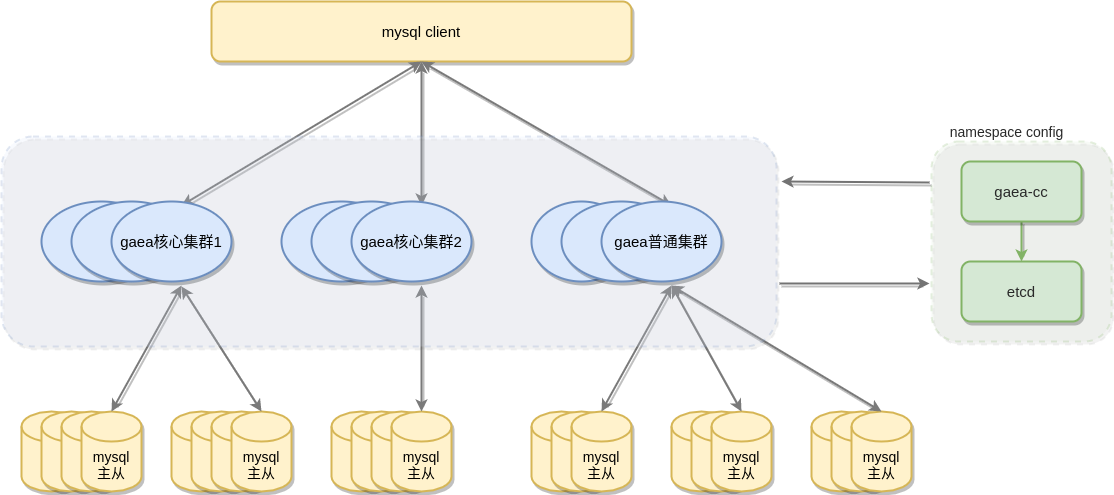 mysql client
namespace config
gaea-cc
gaea核心集群1
gaea核心集群2
gaea普通集群
etcd
mysql
主从
mysql
主从
mysql
主从
mysql
主从
mysql
主从
mysql
主从